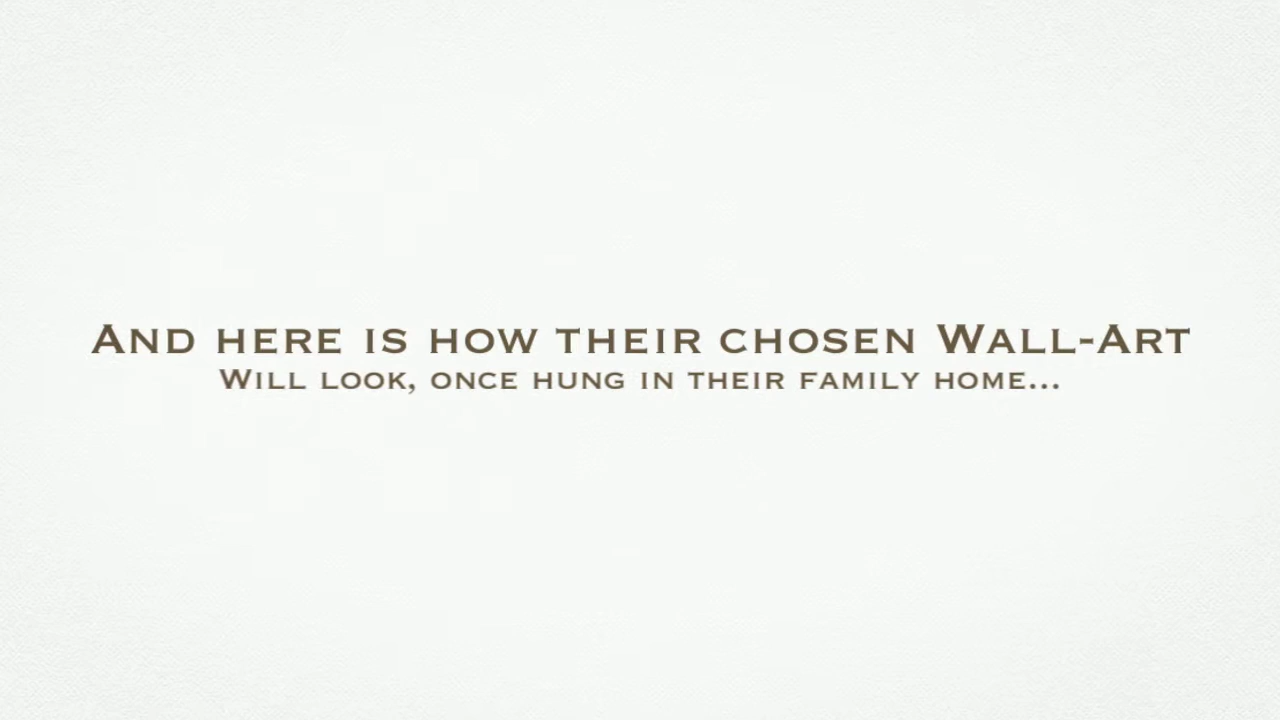 And here is how their chosen Wall-Art
Will look, once hung in their family home...